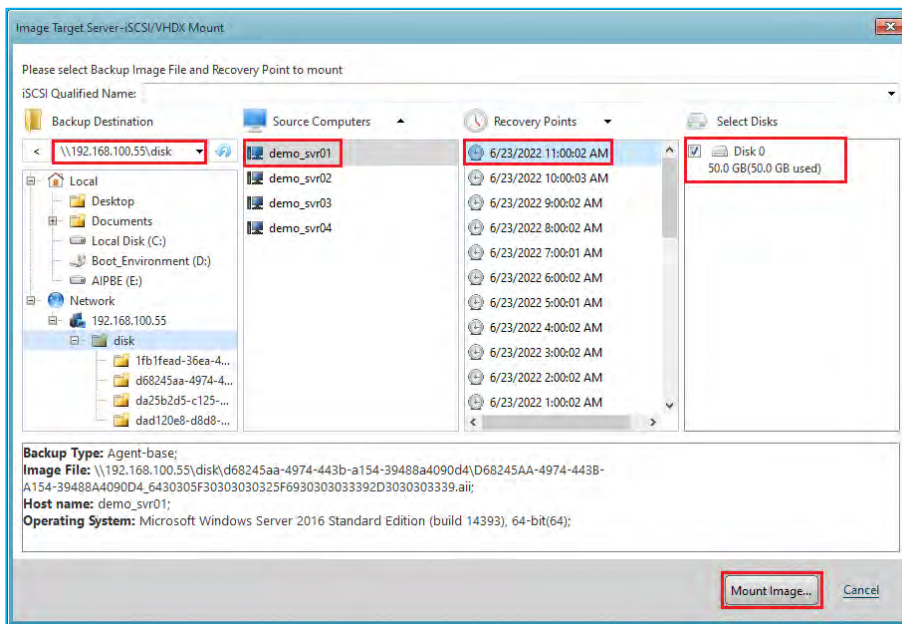 Image Target Server-iSCSI/VHDX Mount
Please select Backup Image File and Recovery Point to mount
iSCSI Qualified Name:
Backup Destination
\\192.168.100.55\disk
Local
Desktop
Documents
Local Disk (C:)
Boot_Environment (D:)
AIPBE (E:)
Network
192.168.100.55
disk
1fb1fead-36ea-4...
d68245aa-4974-4...
da25b2d5-c125-...
dad120e8-d8d8-...
Source Computers
demo_svr01
demo_svr02
demo_svr03
demo_svr04
Recovery Points
6/23/2022 11:00:02 AM
6/23/2022 10:00:03 AM
6/23/2022 9:00:02 AM
6/23/2022 8:00:02 AM
6/23/2022 7:00:01 AM
6/23/2022 6:00:02 AM
6/23/2022 5:00:01 AM
6/23/2022 4:00:02 AM
6/23/2022 3:00:02 AM
6/23/2022 2:00:02 AM
6/23/2022 1:00:02 AM
Select Disks
Disk 0
50.0 GB(50.0 GB used)
Backup Type: Agent-base;
Image File: \\192.168.100.55\disk\d68245aa-4974-443b-a154-39488a4090d4\D68245AA-4974-443B-
A154-39488A4090D4_6430305F30303030325F6930303033392D3030303339.aii;
Host name: demo_svr01;
Operating System: Microsoft Windows Server 2016 Standard Edition (build 14393), 64-bit(64);
Mount Image...
Cancel